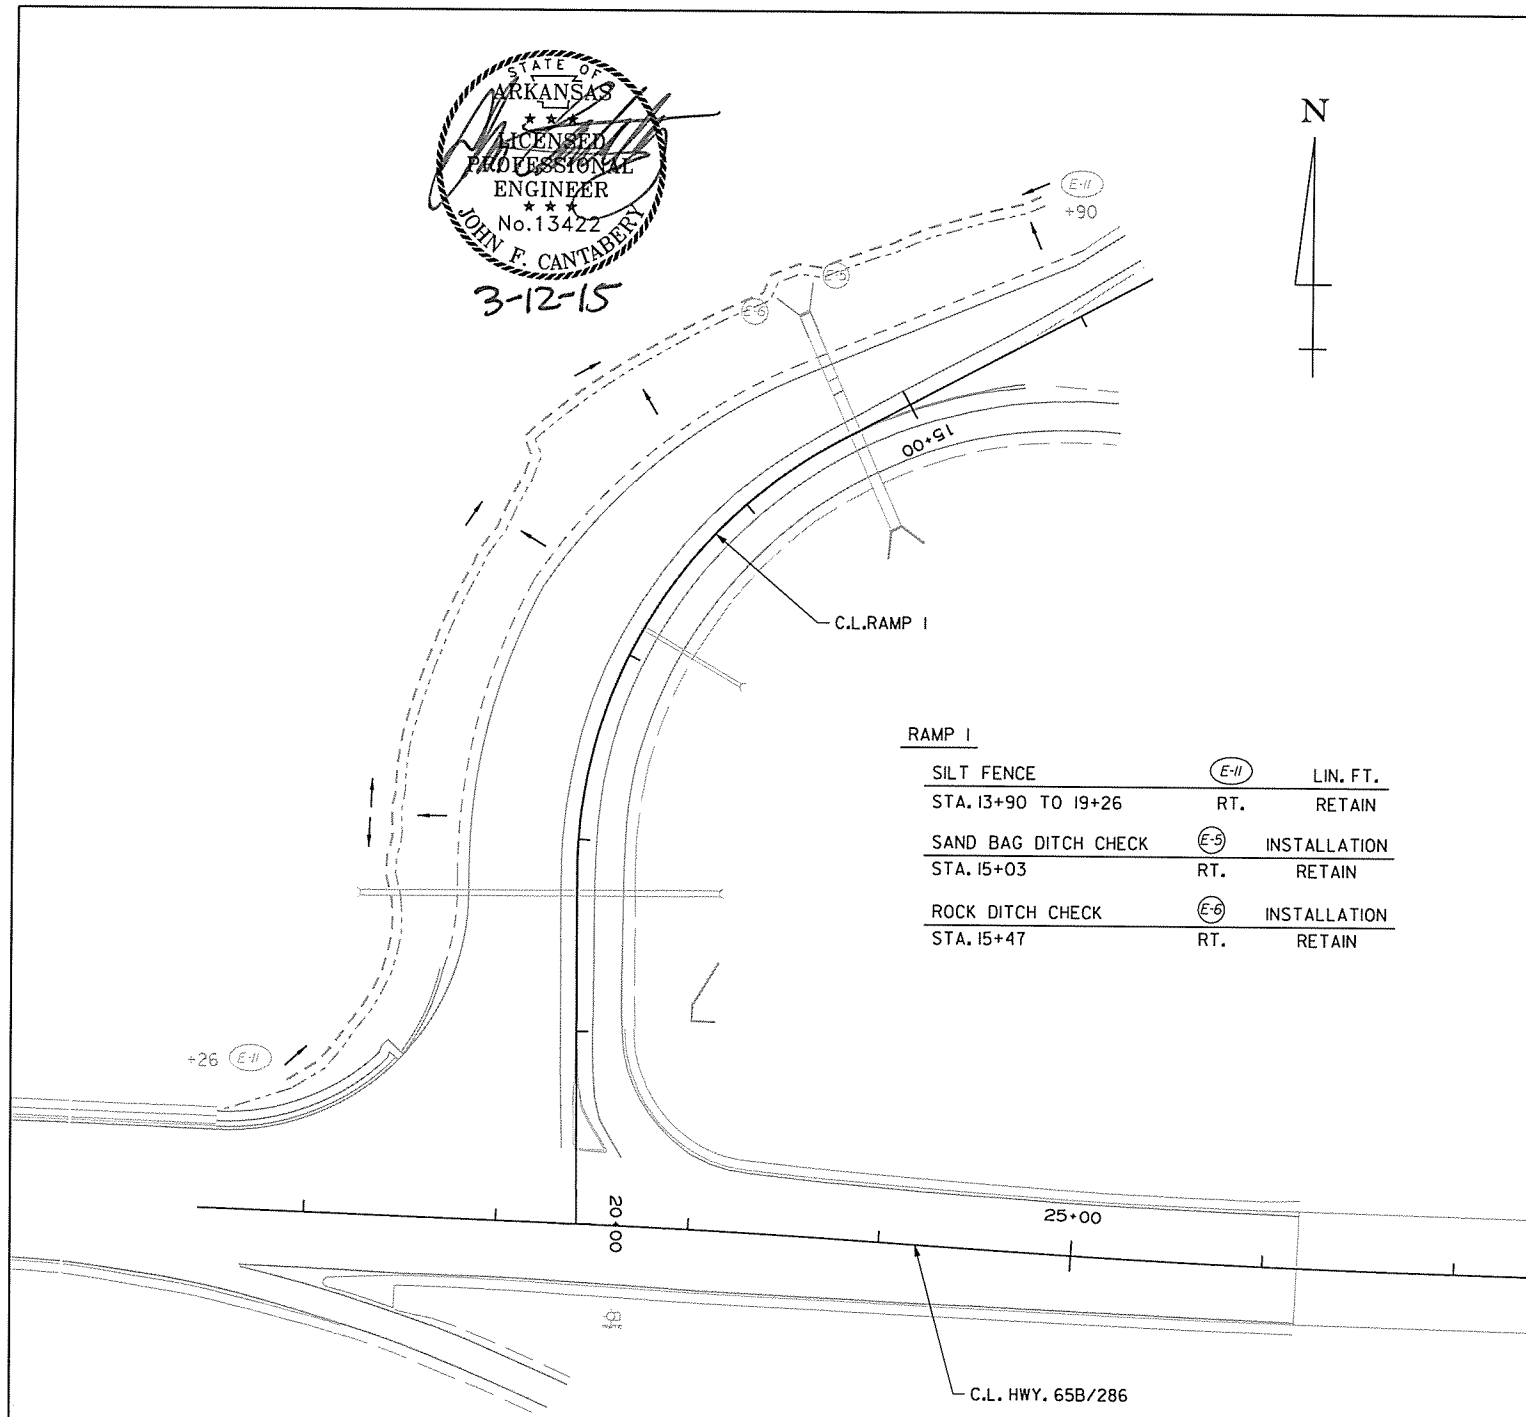 STATE OF
ARKANSAS
★ ★ ★
LICENSED
PROFESSIONAL
ENGINEER
★ ★ ★
No.13422
JOHN F. CANTABERY
3-12-15
N
E-11
+90
E-5
E-6
15+00
C.L.RAMP 1
RAMP 1
SILT FENCE E-11 LIN. FT.
STA. 13+90 TO 19+26 RT. RETAIN
SAND BAG DITCH CHECK E-5 INSTALLATION
STA. 15+03 RT. RETAIN
ROCK DITCH CHECK E-6 INSTALLATION
STA. 15+47 RT. RETAIN
+26 E-11
20+00
25+00
C.L. HWY. 65B/286